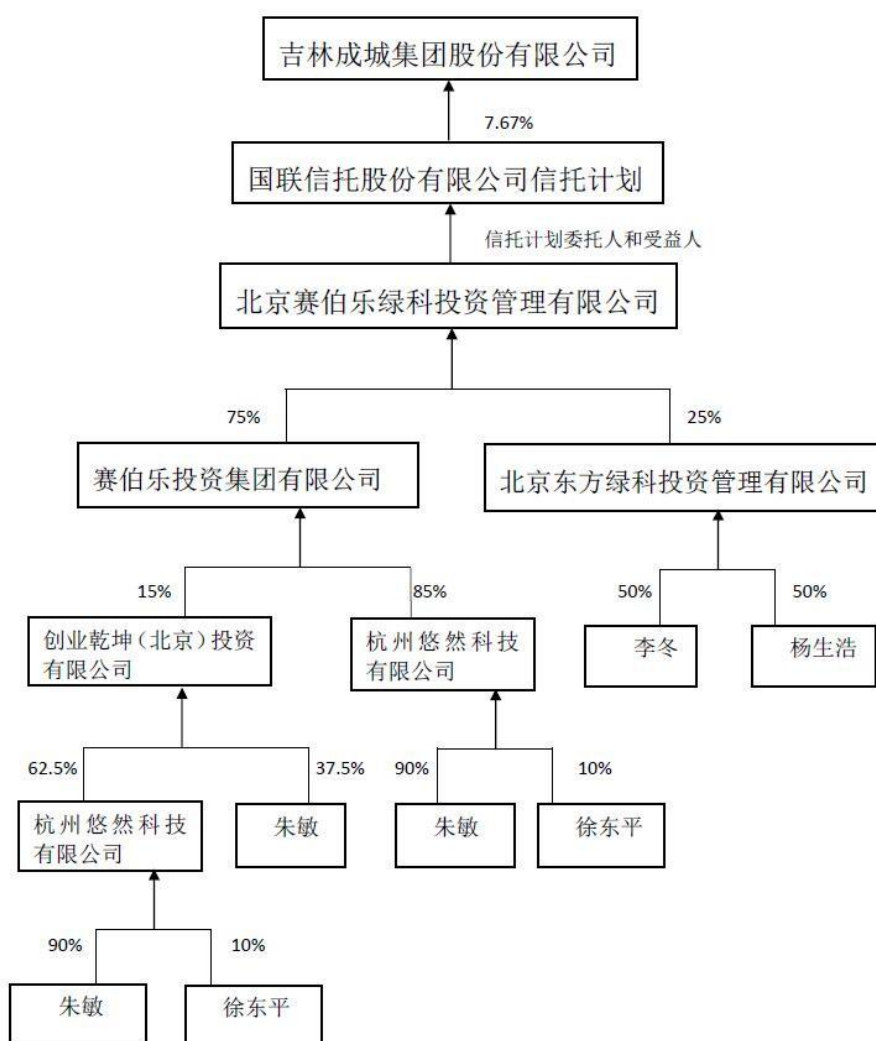 吉林成城集团股份有限公司
7.67%
国联信托股份有限公司信托计划
信托计划委托人和受益人
北京赛伯乐绿科投资管理有限公司
75%
25%
赛伯乐投资集团有限公司
北京东方绿科投资管理有限公司
15%
85%
50%
50%
创业乾坤（北京）投资
有限公司
杭州悠然科技
有限公司
李冬
杨生浩
62.5%
37.5%
90%
10%
杭州悠然科技
有限公司
朱敏
朱敏
徐东平
90%
10%
朱敏
徐东平